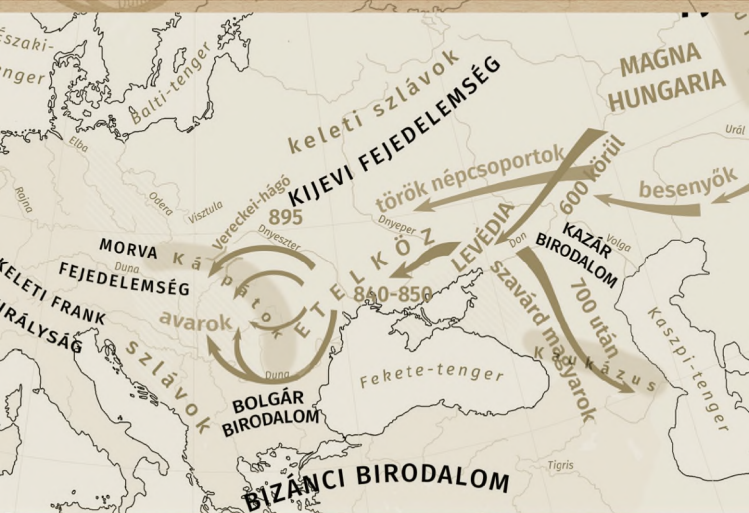 Északi-
tenger
Balti-tenger
keleti szlávok
KIJEVI FEJEDELEMSÉG
MAGNA
HUNGARIA
Urál
Elba
Rajna
Odera
Visztula
Vereckei-hágó
895
Dnyeszter
Dnyeper
török népcsoportok
600 körül
besenyők
LEVÉDIA
Don
Volga
KAZÁR
BIRODALOM
MORVA
FEJEDELEMSÉG
Duna
Kárpátok
ETELKÖZ
840-850
KELETI FRANK
KIRÁLYSÁG
avarok
szlávok
szavárd magyarok
700 után
Kaukázus
Kaszpi-tenger
Fekete-tenger
Duna
BOLGÁR
BIRODALOM
BIZÁNCI BIRODALOM
Tigris